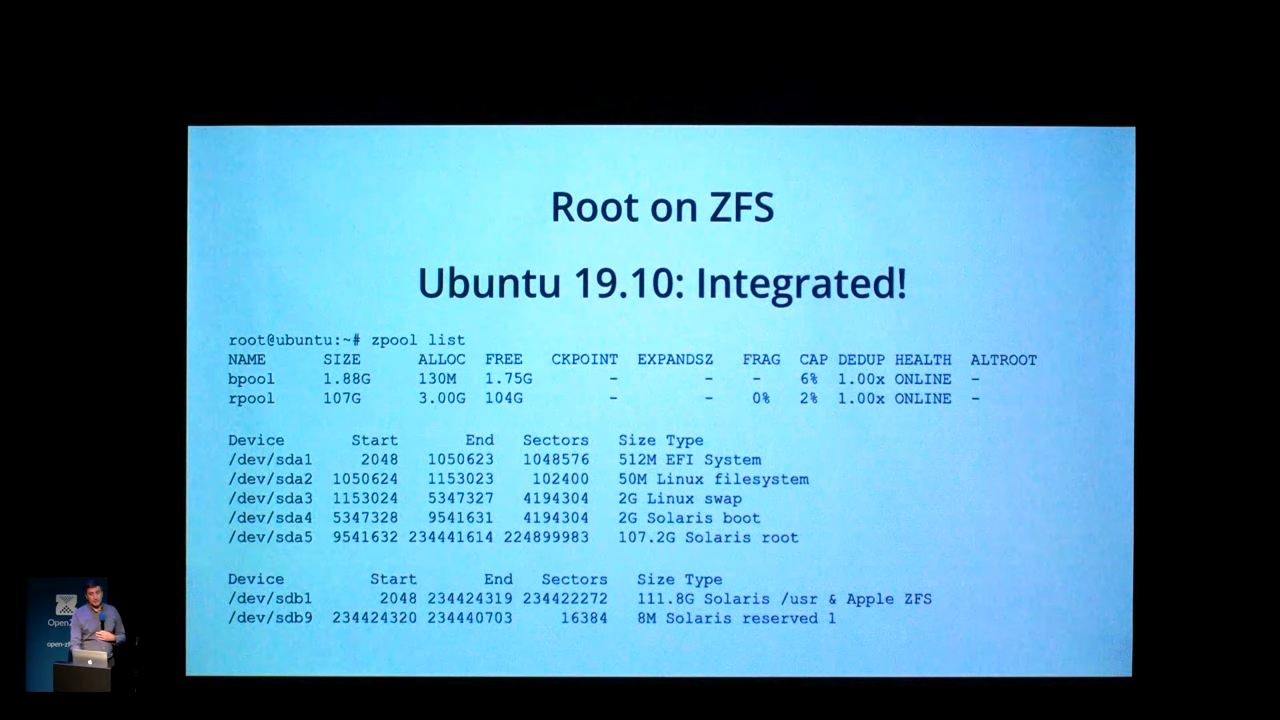 Root on ZFS
Ubuntu 19.10: Integrated!
root@ubuntu:~# zpool list
NAME SIZE ALLOC FREE CKPOINT EXPANDSZ FRAG CAP DEDUP HEALTH ALTROOT
bpool 1.88G 130M 1.75G - - - 6% 1.00x ONLINE -
rpool 107G 3.00G 104G - - 0% 2% 1.00x ONLINE -
Device Start End Sectors Size Type
/dev/sda1 2048 1050623 1048576 512M EFI System
/dev/sda2 1050624 1153023 102400 50M Linux filesystem
/dev/sda3 1153024 5347327 4194304 2G Linux swap
/dev/sda4 5347328 9541631 4194304 2G Solaris boot
/dev/sda5 9541632 234441614 224899983 107.2G Solaris root
Device Start End Sectors Size Type
/dev/sdb1 2048 234424319 234422272 111.8G Solaris /usr & Apple ZFS
/dev/sdb9 234424320 234440703 16384 8M Solaris reserved 1